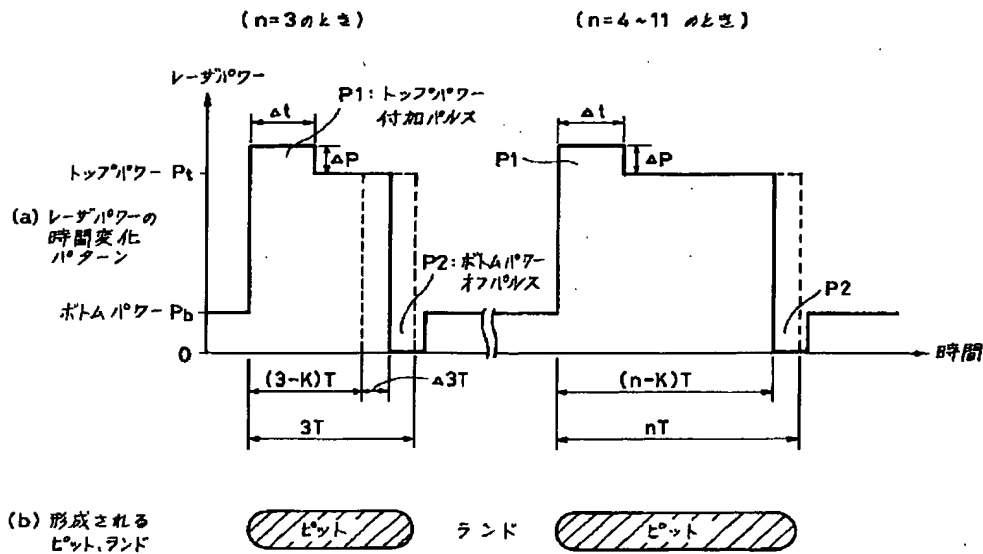 (n=3のとき)
(n=4~11 のとき)
レーザパワー
Δt
P1:トップパワー
付加パルス
ΔP
Δt
P1
ΔP
トップパワー Pt
(a) レーザパワーの
時間変化
パターン
P2:ボトムパワー
オフパルス
P2
ボトムパワー Pb
0
時間
(3-K)T
Δ3T
(n-K)T
3T
nT
(b) 形成される
ピット、ランド
ピット
ランド
ピット